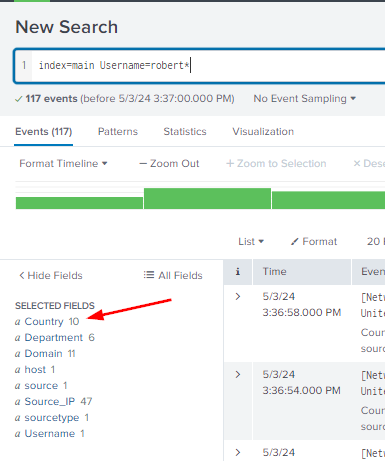 New Search
1 index=main Username=robert*
✓ 117 events (before 5/3/24 3:37:00.000 PM) No Event Sampling ▾
Events (117) Patterns Statistics Visualization
Format Timeline ▾ — Zoom Out + Zoom to Selection × Des
List ▾ Format 20
< Hide Fields All Fields
i Time Even
SELECTED FIELDS
a Country 10
a Department 6
a Domain 11
a host 1
a source 1
a Source_IP 47
a sourcetype 1
a Username 1
> 5/3/24 [Netw
3:36:58.000 PM Unite
Coun
sourc
> 5/3/24 [Netw
3:36:54.000 PM Unite
Coun
sourc
> 5/3/24 [Netw